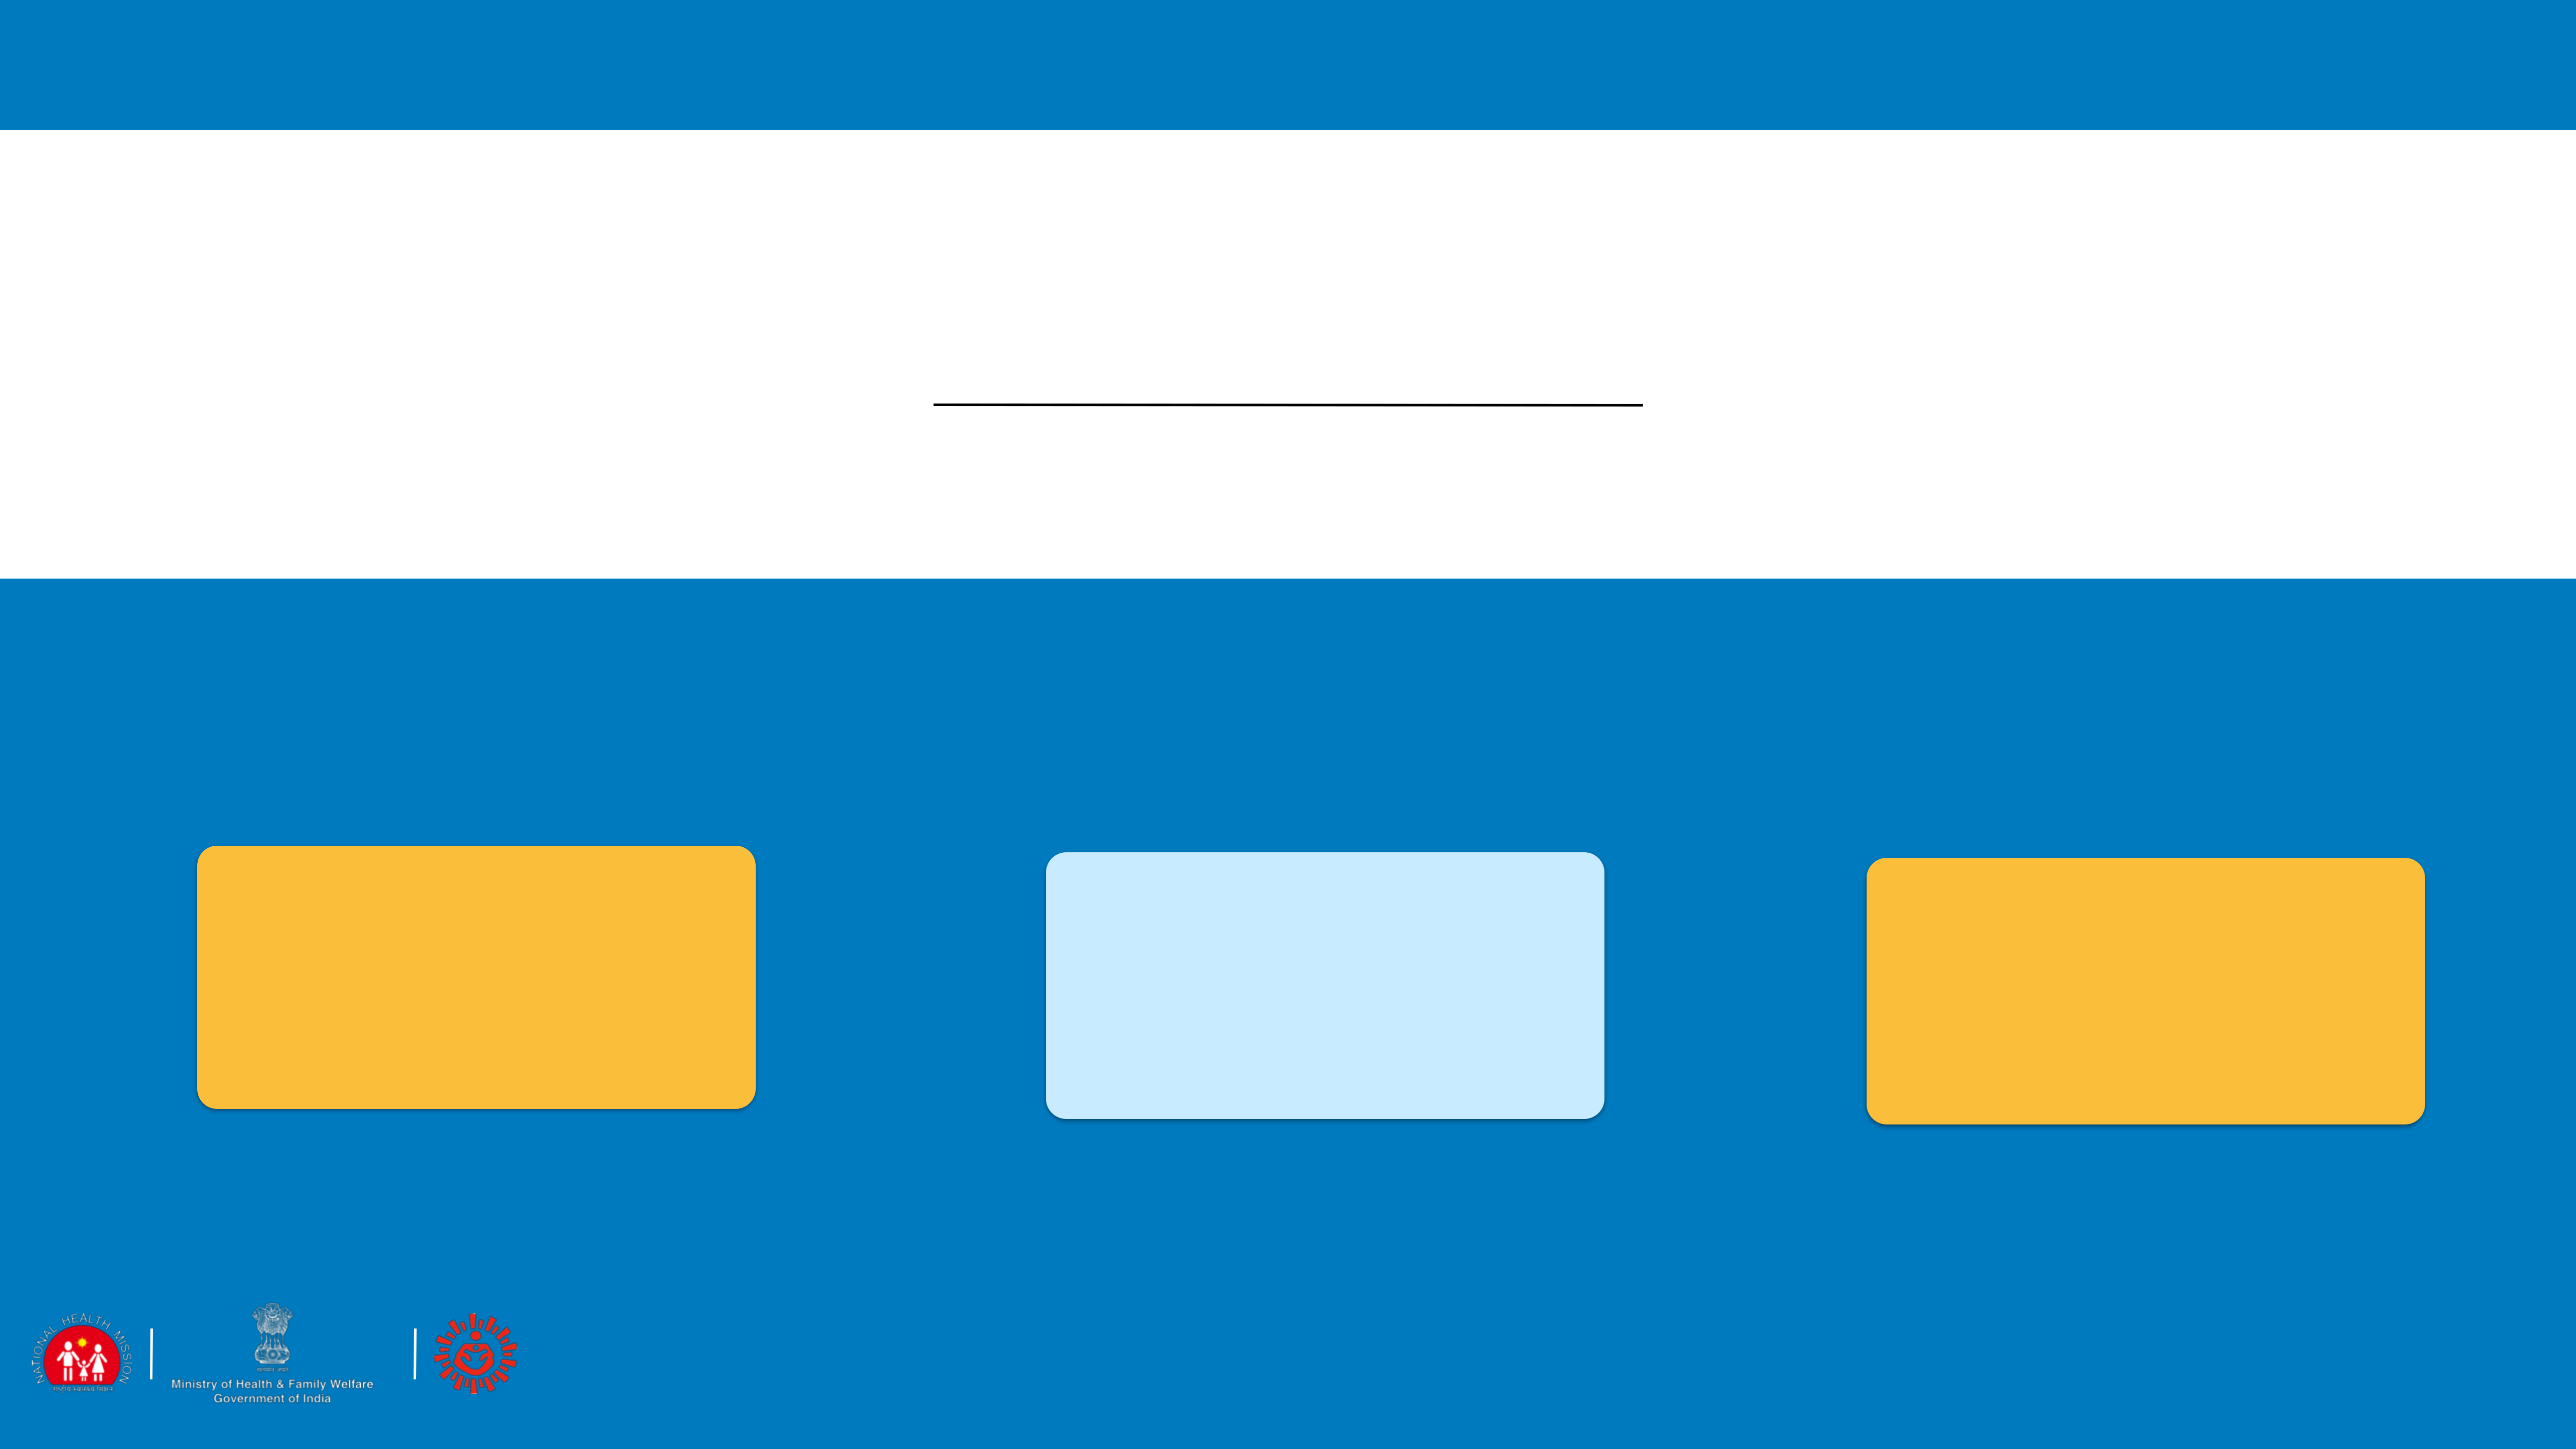 NATIONAL HEALTH MISSION
Ministry of Health & Family Welfare
Government of India